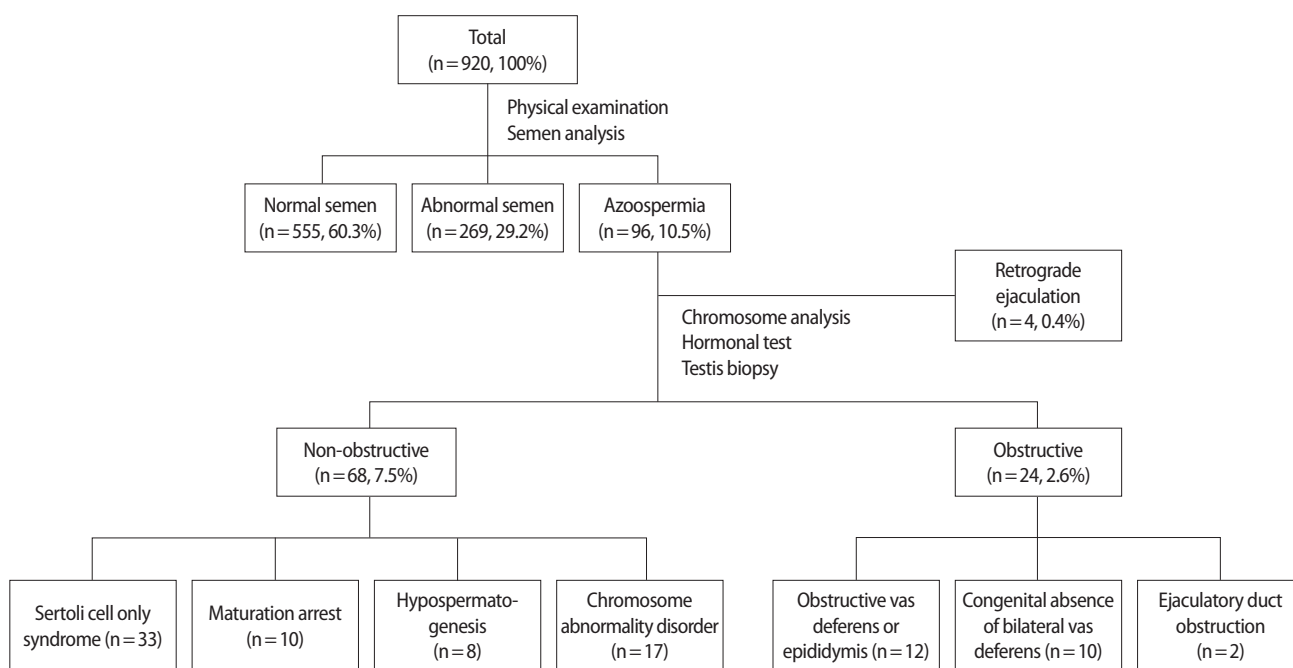 Total
(n = 920, 100%)
Physical examination
Semen analysis
Normal semen
(n = 555, 60.3%)
Abnormal semen
(n = 269, 29.2%)
Azoospermia
(n = 96, 10.5%)
Retrograde
ejaculation
(n = 4, 0.4%)
Chromosome analysis
Hormonal test
Testis biopsy
Non-obstructive
(n = 68, 7.5%)
Obstructive
(n = 24, 2.6%)
Sertoli cell only
syndrome (n = 33)
Maturation arrest
(n = 10)
Hypospermato-
genesis
(n = 8)
Chromosome
abnormality disorder
(n = 17)
Obstructive vas
deferens or
epididymis (n = 12)
Congenital absence
of bilateral vas
deferens (n = 10)
Ejaculatory duct
obstruction
(n = 2)